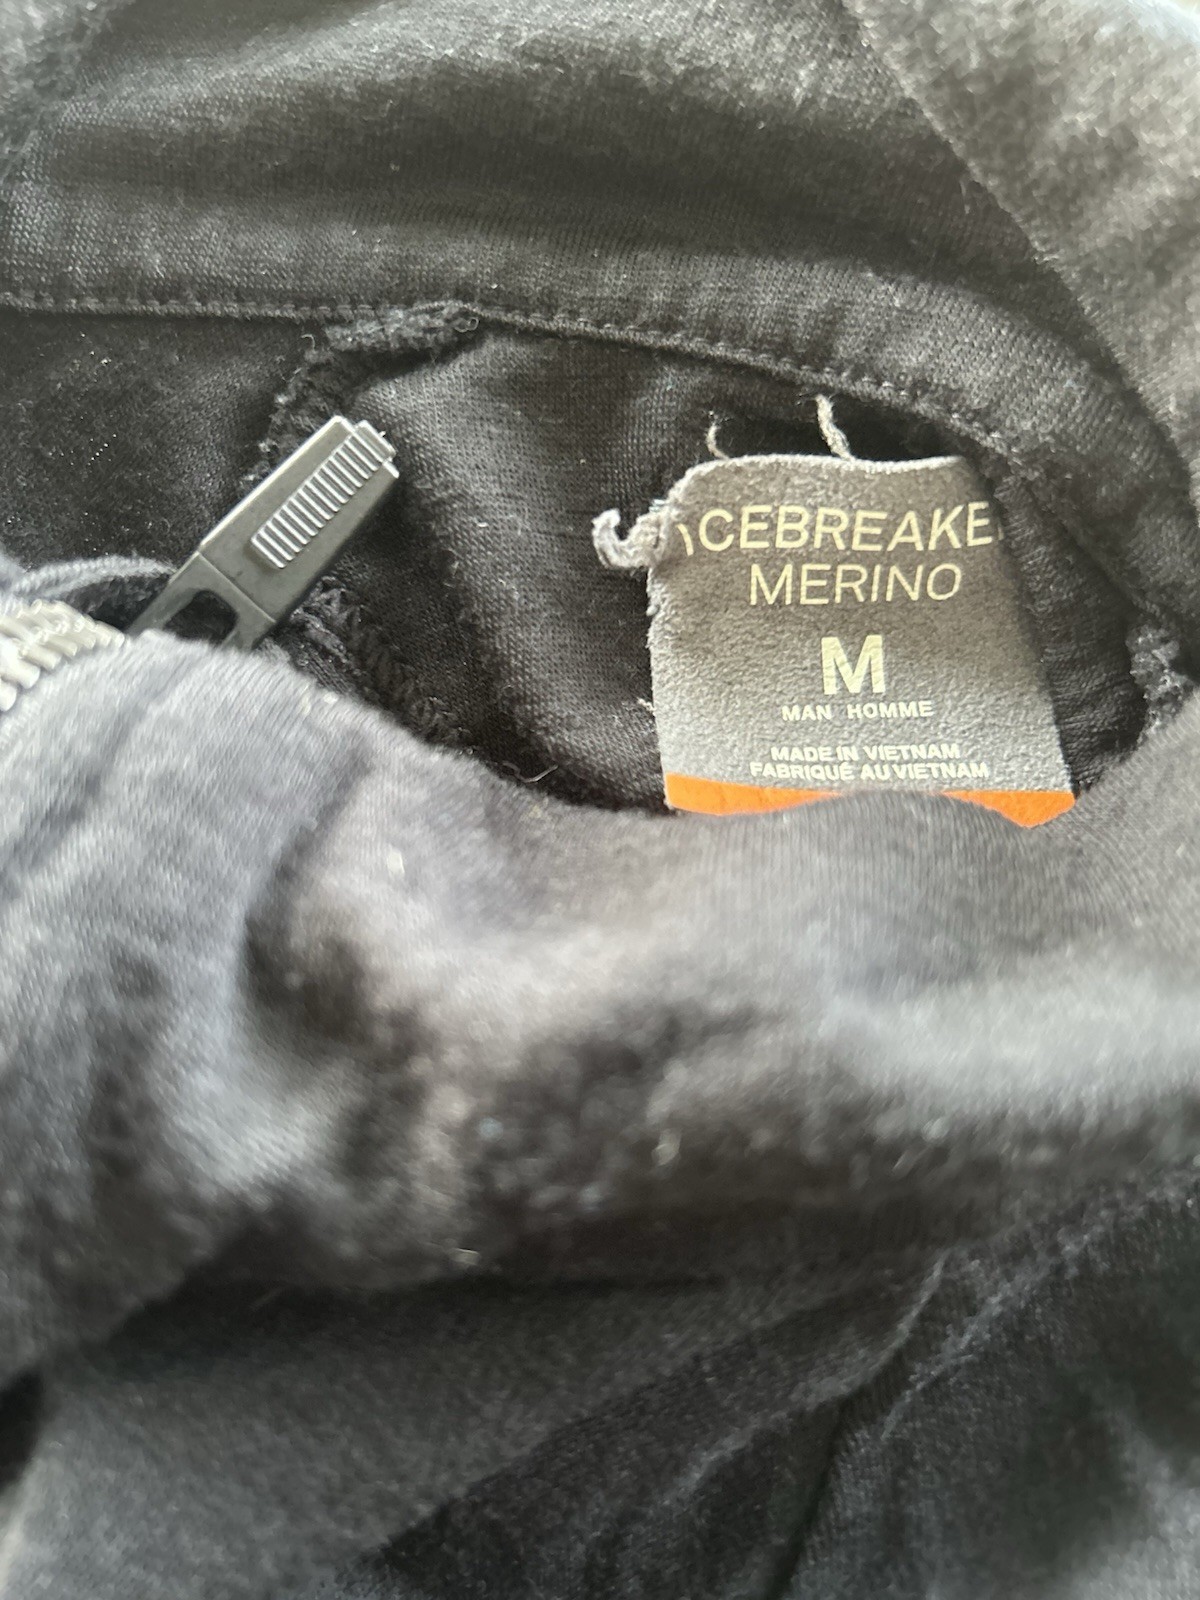 ICEBREAKE
MERINO
M
MAN HOMME
MADE IN VIETNAM
FABRIQUÉ AU VIETNAM